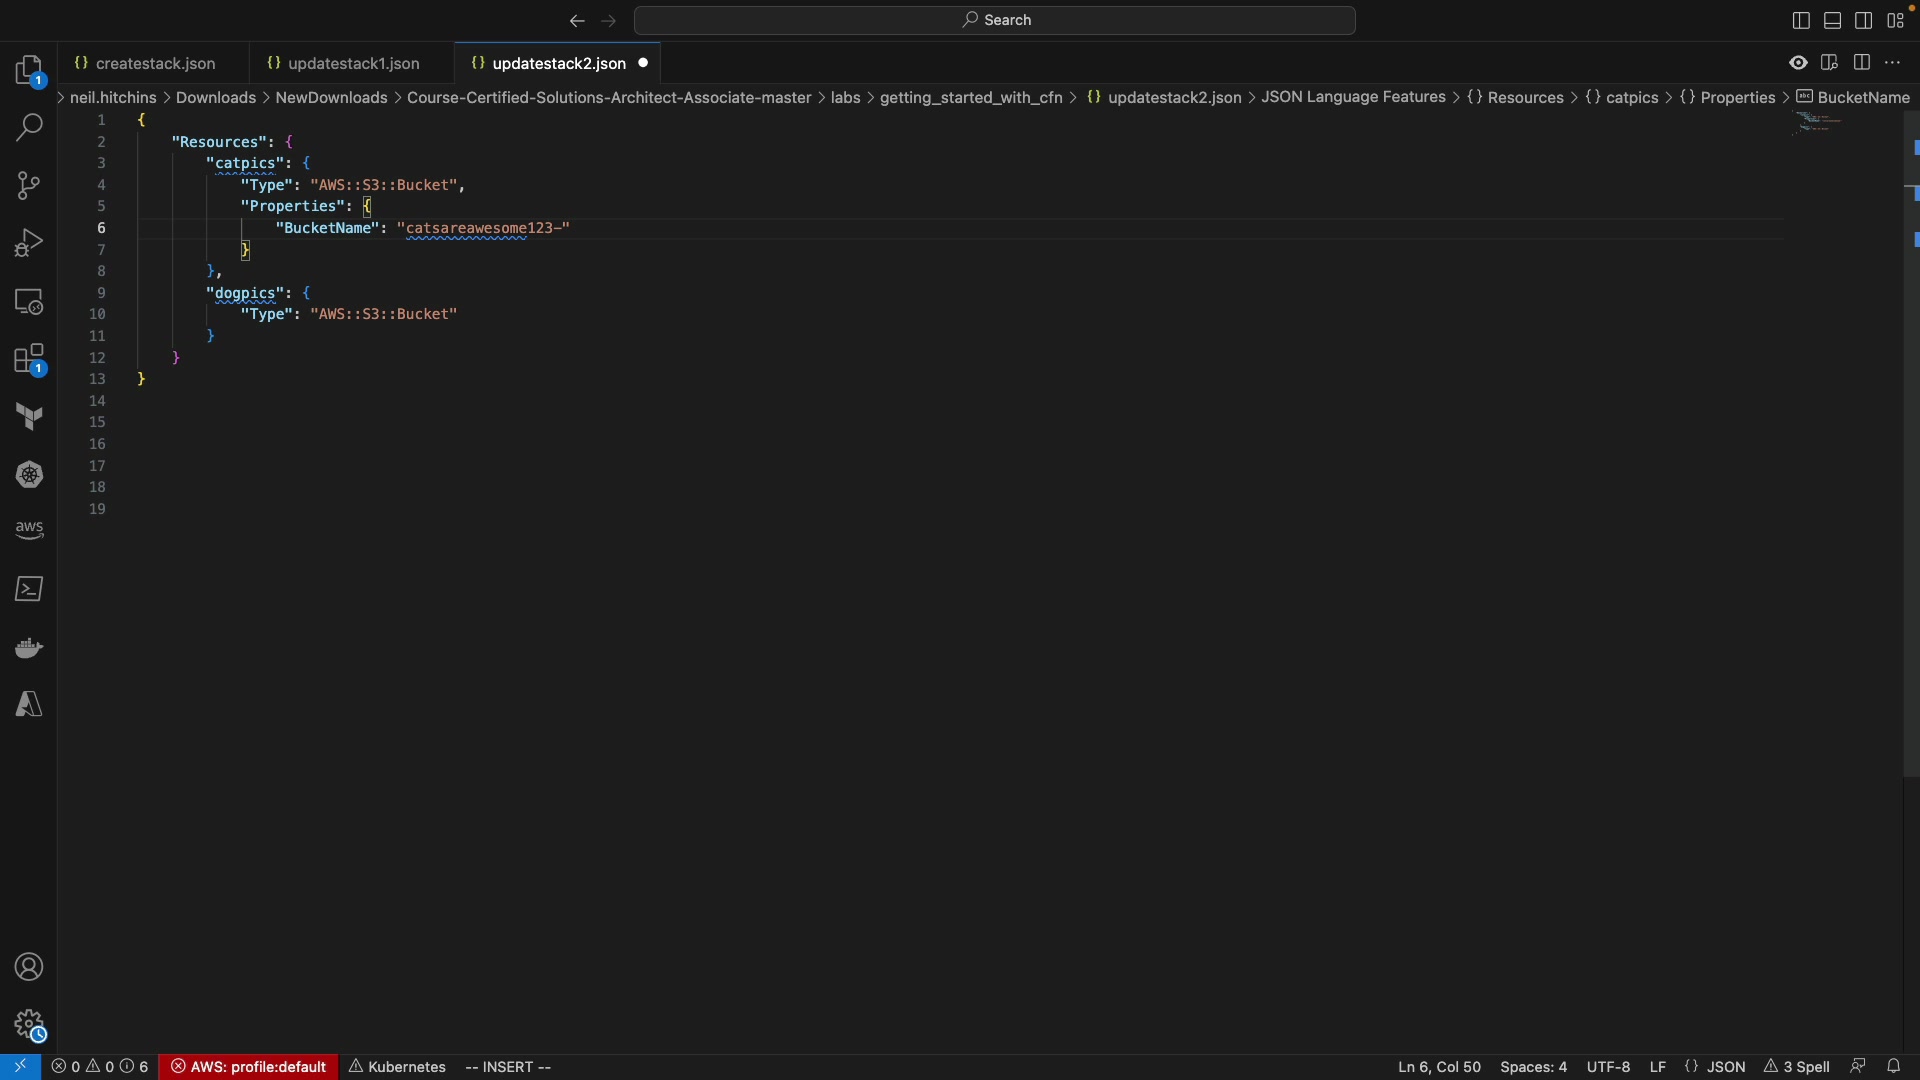 Search
createstack.json
updatestack1.json
updatestack2.json
neil.hitchins > Downloads > NewDownloads > Course-Certified-Solutions-Architect-Associate-master > labs > getting_started_with_cfn > {} updatestack2.json > JSON Language Features > {} Resources > {} catpics > {} Properties > abc BucketName
1 {
2 "Resources": {
3 "catpics": {
4 "Type": "AWS::S3::Bucket",
5 "Properties": {
6 "BucketName": "catsareawesome123-"
7 }
8 },
9 "dogpics": {
10 "Type": "AWS::S3::Bucket"
11 }
12 }
13 }
14
15
16
17
18
19
1
1
aws
0 0 6 AWS: profile:default Kubernetes -- INSERT -- Ln 6, Col 50 Spaces: 4 UTF-8 LF {} JSON 3 Spell